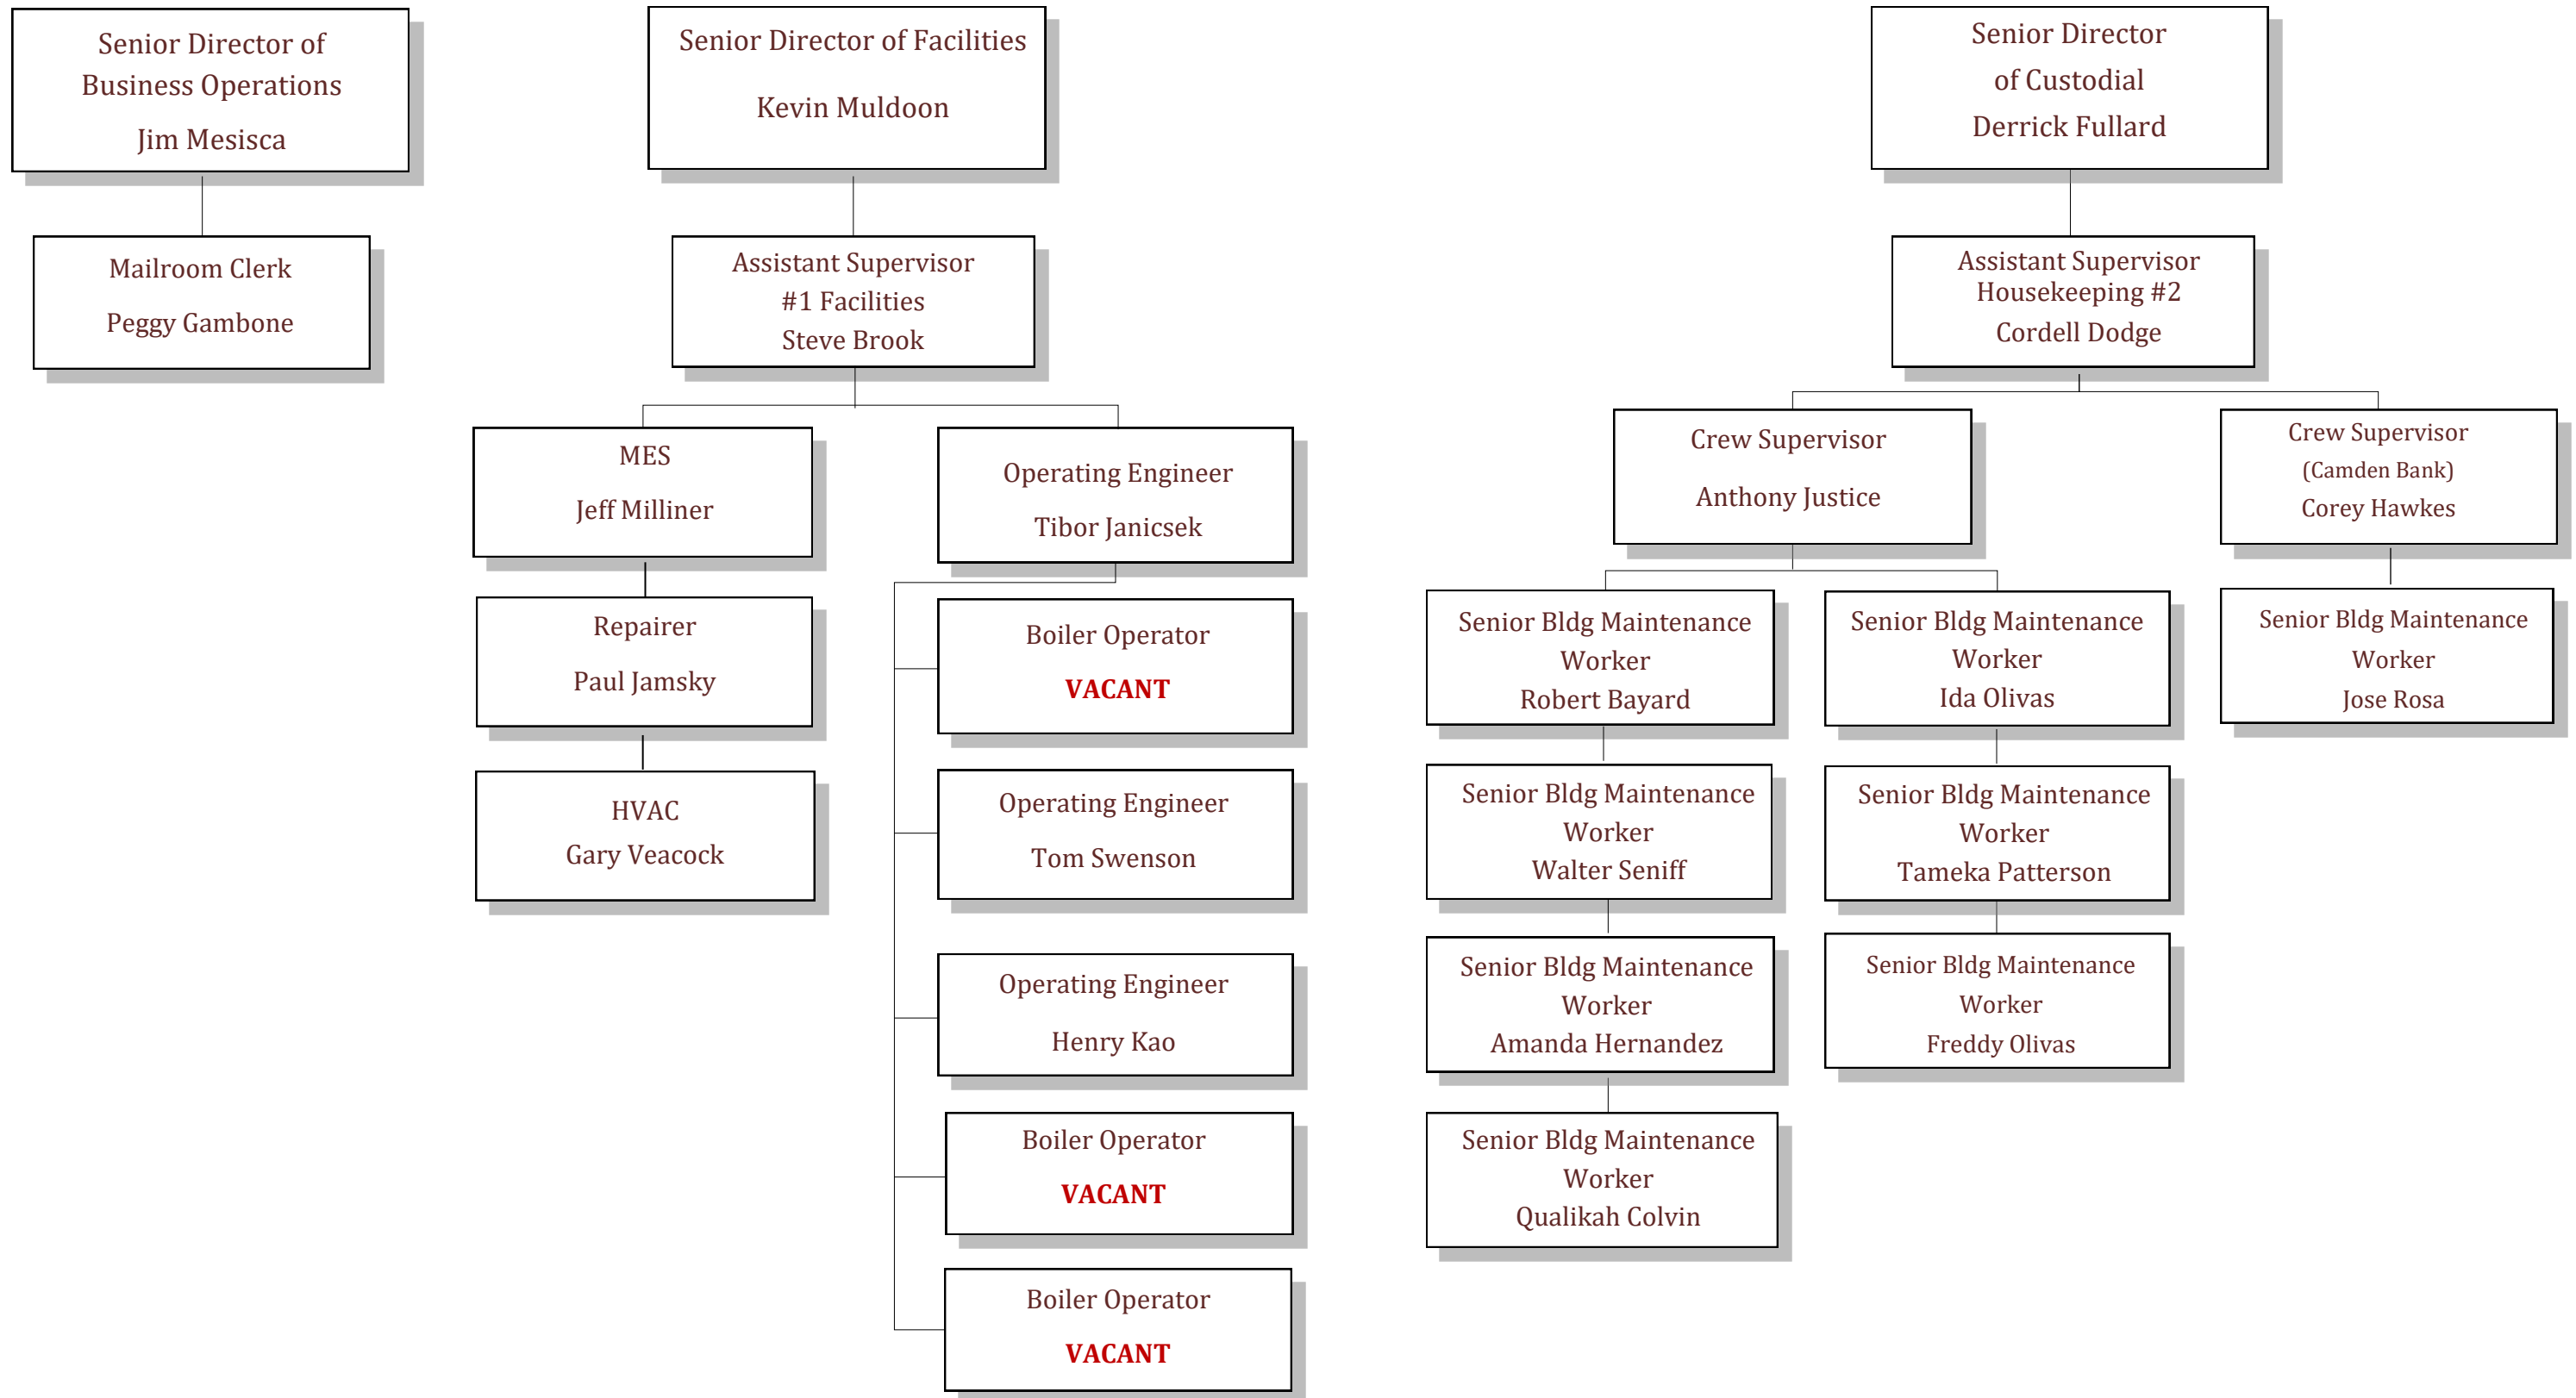 Senior Director of
Business Operations
Jim Mesisca
Mailroom Clerk
Peggy Gambone
Senior Director of Facilities
Kevin Muldoon
Assistant Supervisor
#1 Facilities
Steve Brook
MES
Jeff Milliner
Repairer
Paul Jamsky
HVAC
Gary Veacock
Operating Engineer
Tibor Janicsek
Boiler Operator
VACANT
Operating Engineer
Tom Swenson
Operating Engineer
Henry Kao
Boiler Operator
VACANT
Boiler Operator
VACANT
Senior Director
of Custodial
Derrick Fullard
Assistant Supervisor
Housekeeping #2
Cordell Dodge
Crew Supervisor
Anthony Justice
Senior Bldg Maintenance
Worker
Robert Bayard
Senior Bldg Maintenance
Worker
Walter Seniff
Senior Bldg Maintenance
Worker
Amanda Hernandez
Senior Bldg Maintenance
Worker
Qualikah Colvin
Senior Bldg Maintenance
Worker
Ida Olivas
Senior Bldg Maintenance
Worker
Tameka Patterson
Senior Bldg Maintenance
Worker
Freddy Olivas
Crew Supervisor
(Camden Bank)
Corey Hawkes
Senior Bldg Maintenance
Worker
Jose Rosa